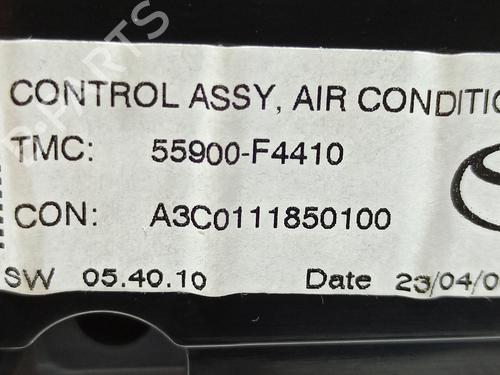 CONTROL ASSY, AIR CONDITIO
TMC: 55900-F4410
CON: A3C0111850100
SW 05.40.10 Date 23/04/0